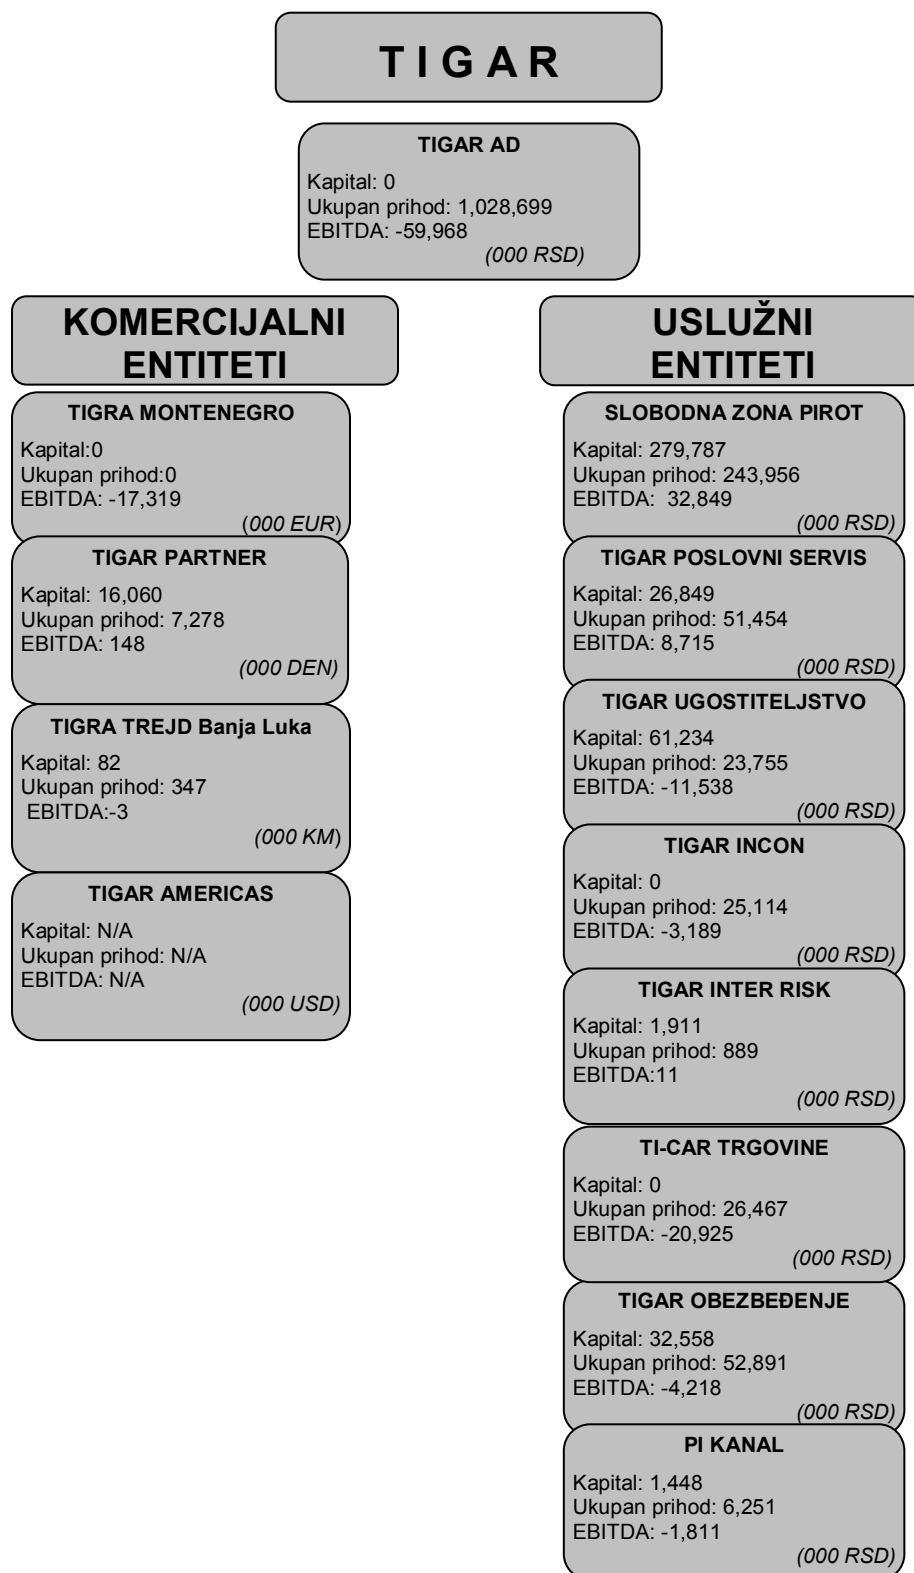 T I G A R
TIGAR AD
Kapital: 0
Ukupan prihod: 1,028,699
EBITDA: -59,968
(000 RSD)
KOMERCIJALNI
ENTITETI
TIGRA MONTENEGRO
Kapital:0
Ukupan prihod:0
EBITDA: -17,319
(000 EUR)
TIGAR PARTNER
Kapital: 16,060
Ukupan prihod: 7,278
EBITDA: 148
(000 DEN)
TIGRA TREJD Banja Luka
Kapital: 82
Ukupan prihod: 347
EBITDA:-3
(000 KM)
TIGAR AMERICAS
Kapital: N/A
Ukupan prihod: N/A
EBITDA: N/A
(000 USD)
USLUŽNI
ENTITETI
SLOBODNA ZONA PIROT
Kapital: 279,787
Ukupan prihod: 243,956
EBITDA:  32,849
(000 RSD)
TIGAR POSLOVNI SERVIS
Kapital: 26,849
Ukupan prihod: 51,454
EBITDA: 8,715
(000 RSD)
TIGAR UGOSTITELJSTVO
Kapital: 61,234
Ukupan prihod: 23,755
EBITDA: -11,538
(000 RSD)
TIGAR INCON
Kapital: 0
Ukupan prihod: 25,114
EBITDA: -3,189
(000 RSD)
TIGAR INTER RISK
Kapital: 1,911
Ukupan prihod: 889
EBITDA:11
(000 RSD)
TI-CAR TRGOVINE
Kapital: 0
Ukupan prihod: 26,467
EBITDA: -20,925
(000 RSD)
TIGAR OBEZBEĐENJE
Kapital: 32,558
Ukupan prihod: 52,891
EBITDA: -4,218
(000 RSD)
PI KANAL
Kapital: 1,448
Ukupan prihod: 6,251
EBITDA: -1,811
(000 RSD)